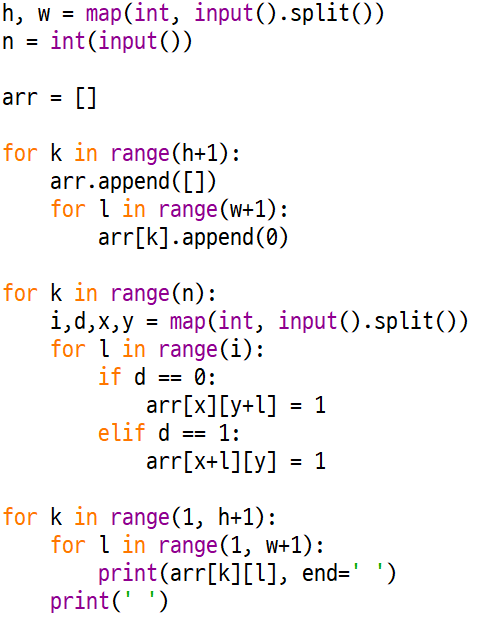 h, w = map(int, input().split())
n = int(input())

arr = []

for k in range(h+1):
    arr.append([])
    for l in range(w+1):
        arr[k].append(0)

for k in range(n):
    i,d,x,y = map(int, input().split())
    for l in range(i):
        if d == 0:
            arr[x][y+l] = 1
        elif d == 1:
            arr[x+l][y] = 1

for k in range(1, h+1):
    for l in range(1, w+1):
        print(arr[k][l], end=' ')
    print(' ')